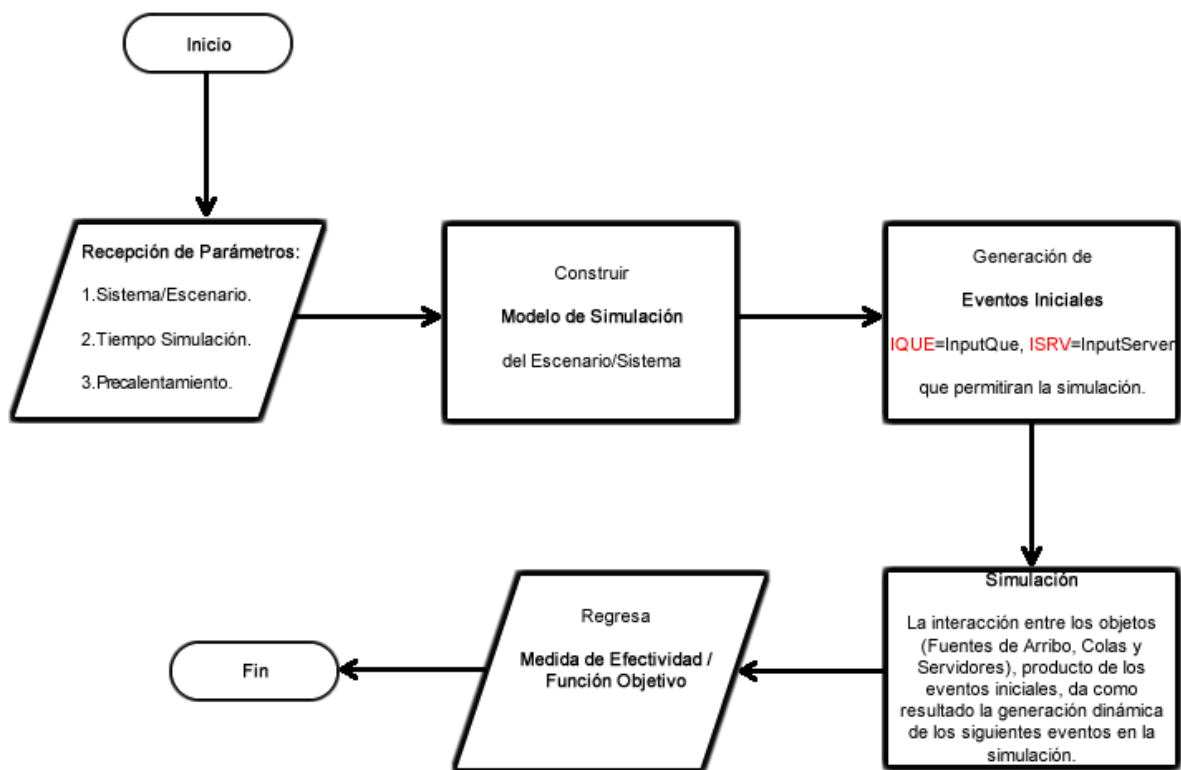 Inicio
Recepción de Parámetros:
1.Sistema/Escenario.
2.Tiempo Simulación.
3.Precalentamiento.
Construir
Modelo de Simulación
del Escenario/Sistema
Generación de
Eventos Iniciales
IQUE=InputQue, ISRV=InputServer
que permitiran la simulación.
Simulación
La interacción entre los objetos
(Fuentes de Arribo, Colas y
Servidores), producto de los
eventos iniciales, da como
resultado la generación dinámica
de los siguientes eventos en la
simulación.
Regresa
Medida de Efectividad /
Función Objetivo
Fin